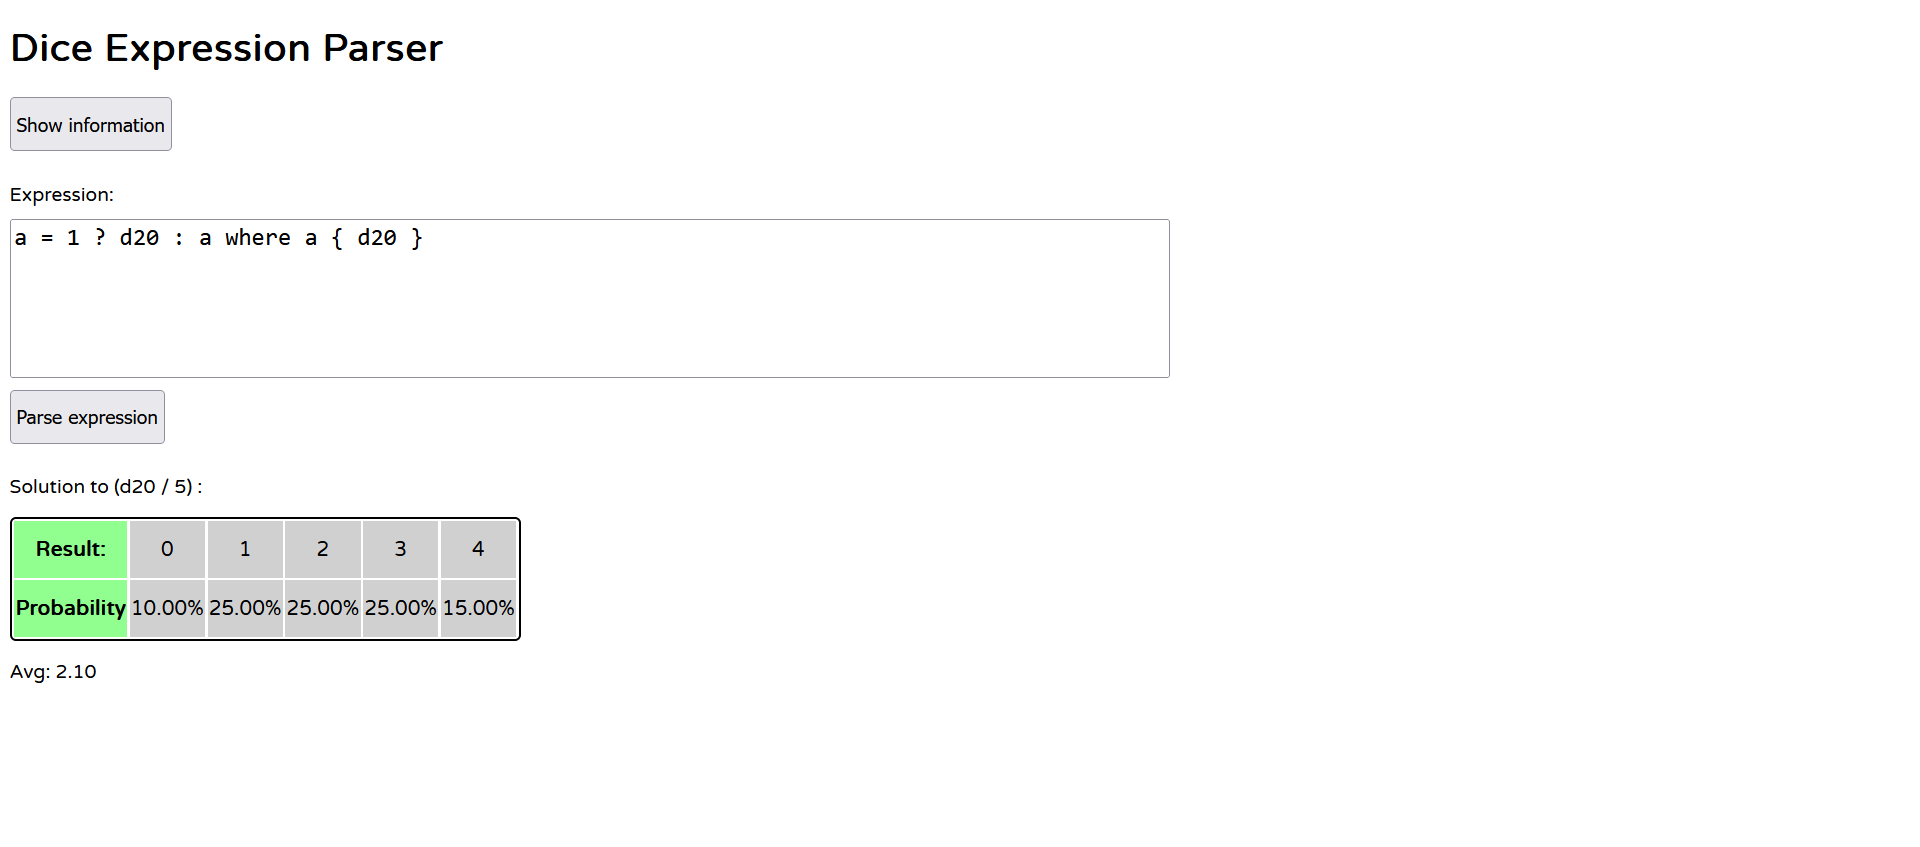 Dice Expression Parser
Show information
Expression:
a = 1 ? d20 : a where a { d20 }
Parse expression
Solution to (d20 / 5) :
Result: 0 1 2 3 4
Probability 10.00% 25.00% 25.00% 25.00% 15.00%
Avg: 2.10